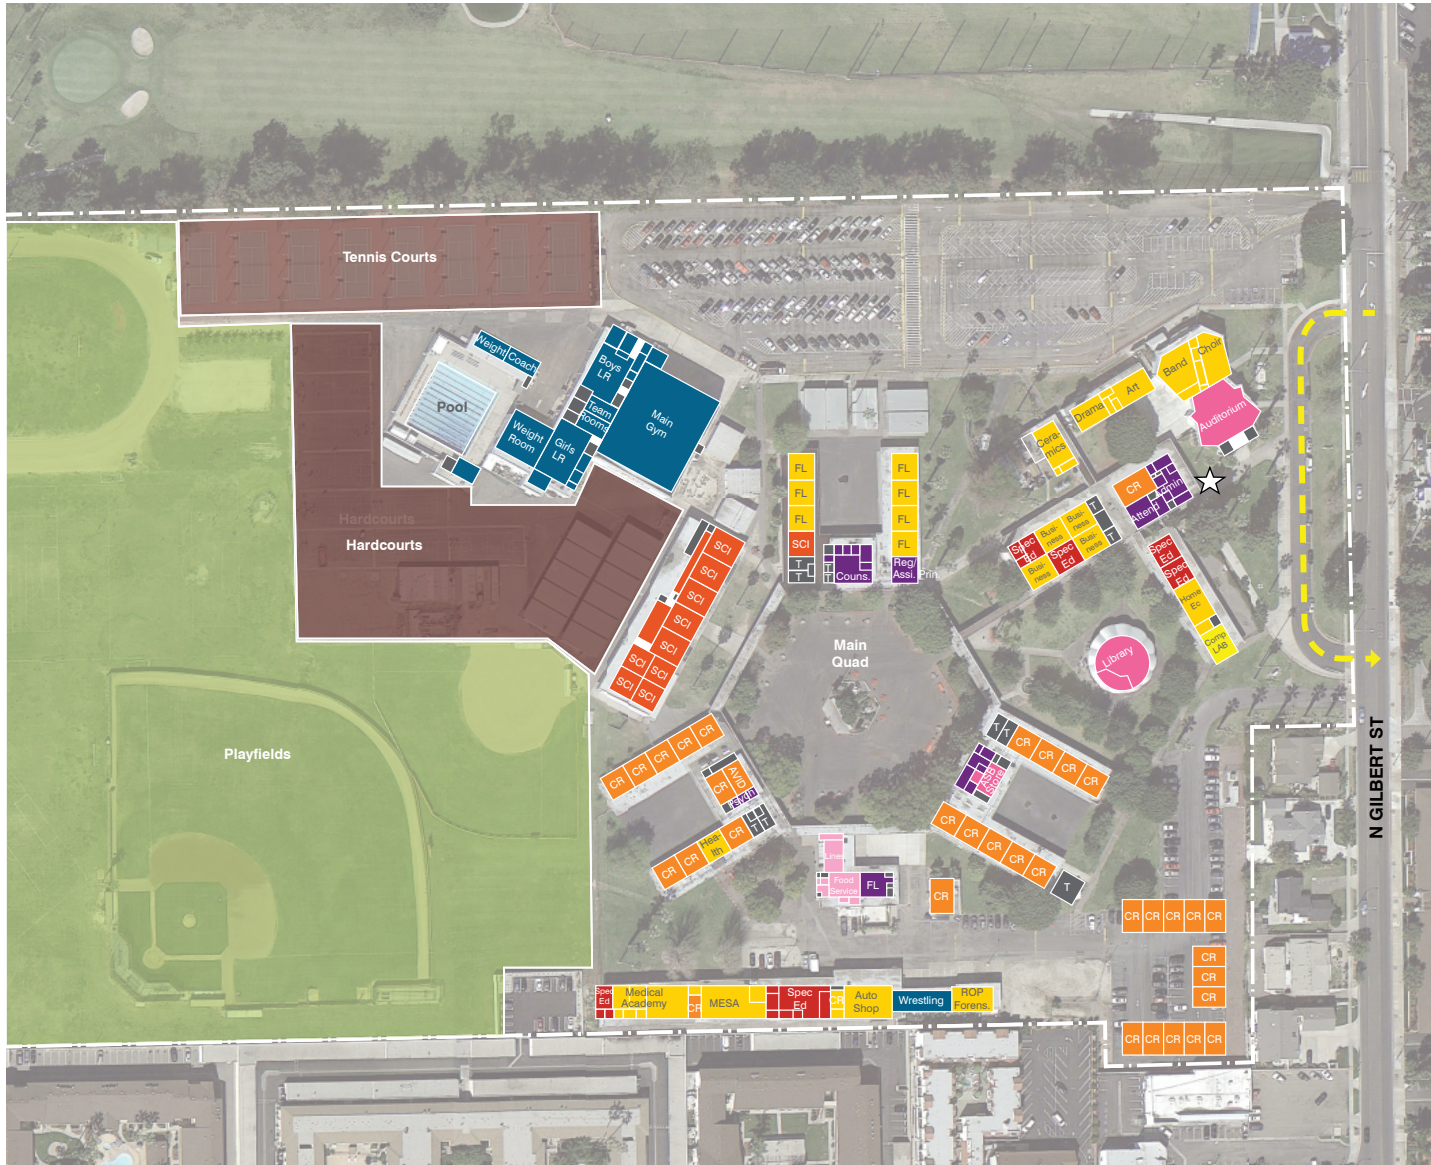 Tennis Courts
Weight
Coach
Boys
LR
Choir
Band
Art
Drama
Auditorium
Pool
Team
Rooms
Main
Gym
Weight
Room
Girls
LR
Cera-
mics
FL
FL
FL
SCI
T
T
Couns.
FL
FL
FL
FL
Reg/
Assi. Prin.
CR
Admin
Attend
Busi-
ness
Busi-
ness
Busi-
ness
Busi-
ness
T
T
Spec
Ed
Spec
Ed
Spec
Ed
Spec
Ed
Home
Ec
Comp
LAB
Hardcourts
Hardcourts
SCI
SCI
SCI
SCI
SCI
SCI
SCI
SCI
SCI
Main
Quad
Library
Playfields
N GILBERT ST
CR
CR
CR
CR
CR
AVID
CR
Psych
CR
CR
Hea-
lth
CR
T
T
T
T
CR
CR
CR
CR
ASB
Store
CR
CR
CR
CR
CR
T
Lines
Food
Service
FL
CR
CR
CR
CR
CR
CR
CR
CR
CR
CR
CR
CR
CR
CR
Spec
Ed
Medical
Academy
CR
MESA
Spec
Ed
CR
Auto
Shop
Wrestling
ROP
Forens.